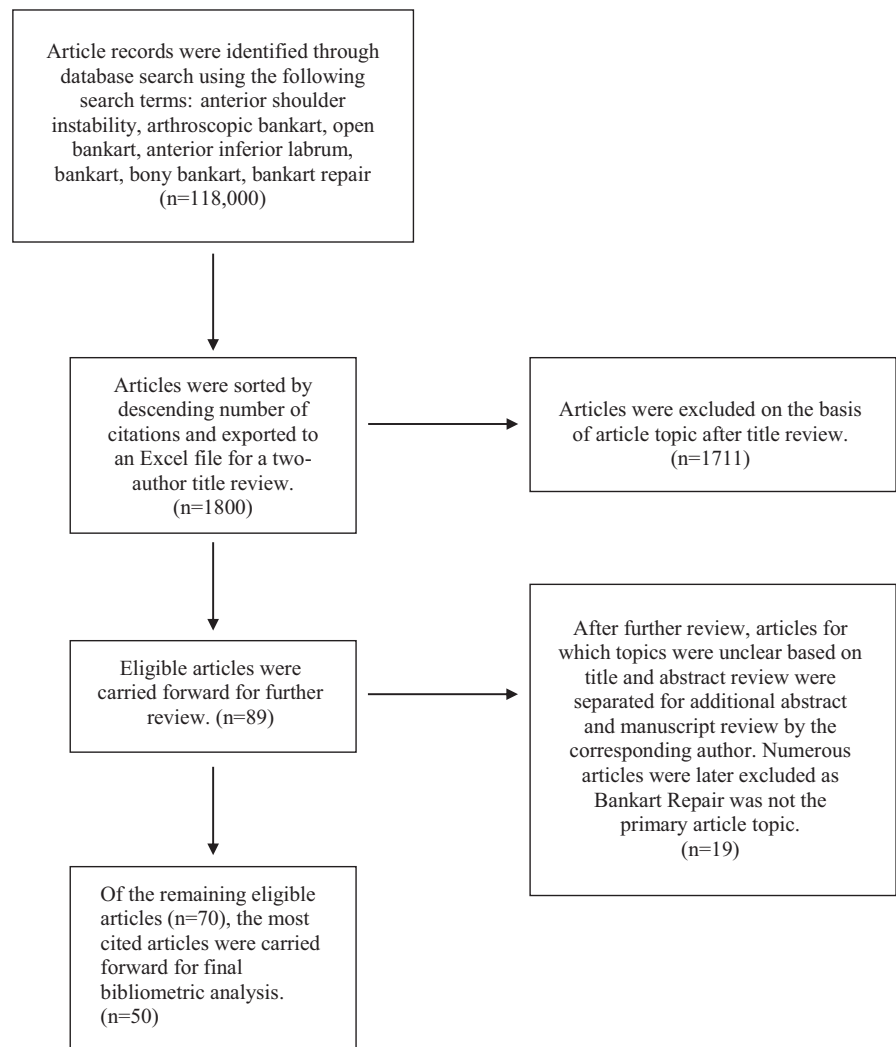 Article records were identified through
database search using the following
search terms: anterior shoulder
instability, arthroscopic bankart, open
bankart, anterior inferior labrum,
bankart, bony bankart, bankart repair
(n=118,000)
Articles were sorted by
descending number of
citations and exported to
an Excel file for a two-
author title review.
(n=1800)
Articles were excluded on the basis
of article topic after title review.
(n=1711)
Eligible articles were
carried forward for further
review. (n=89)
After further review, articles for
which topics were unclear based on
title and abstract review were
separated for additional abstract
and manuscript review by the
corresponding author. Numerous
articles were later excluded as
Bankart Repair was not the
primary article topic.
(n=19)
Of the remaining eligible
articles (n=70), the most
cited articles were carried
forward for final
bibliometric analysis.
(n=50)